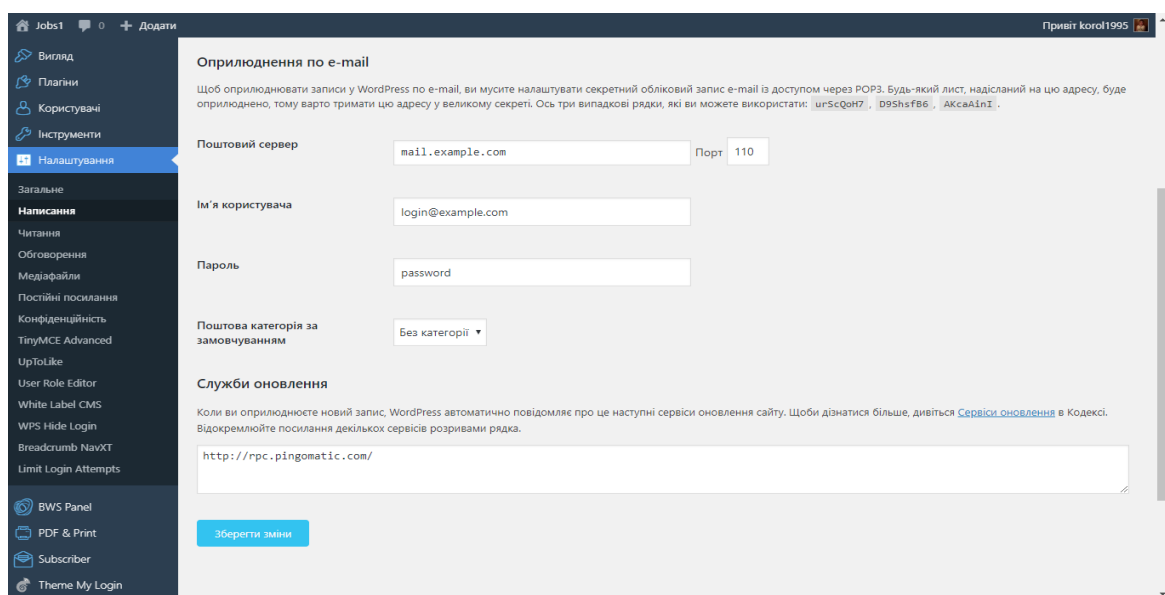 Jobs1 0 Додати Привіт korol1995
Вигляд
Плагіни
Користувачі
Інструменти
Налаштування
Загальне
Написання
Читання
Обговорення
Медіафайли
Постійні посилання
Конфіденційність
TinyMCE Advanced
UpToLike
User Role Editor
White Label CMS
WPS Hide Login
Breadcrumb NavXT
Limit Login Attempts
BWS Panel
PDF & Print
Subscriber
Theme My Login
Оприлюднення по e-mail
Щоб оприлюднювати записи у WordPress по e-mail, ви мусите налаштувати секретний обліковий запис e-mail із доступом через POP3. Будь-який лист, надісланий на цю адресу, буде
оприлюднено, тому варто тримати цю адресу у великому секреті. Ось три випадкові рядки, які ви можете використати: urScQoH7 , D9ShsfB6 , AKcaAinI .
Поштовий сервер mail.example.com Порт 110
Ім´я користувача login@example.com
Пароль password
Поштова категорія за
замовчуванням Без категорії
Служби оновлення
Коли ви оприлюднюєте новий запис, WordPress автоматично повідомляє про це наступні сервіси оновлення сайту. Щоби дізнатися більше, дивіться Сервіси оновлення в Кодексі.
Відокремлюйте посилання декількох сервісів розривами рядка.
http://rpc.pingomatic.com/
Зберегти зміни